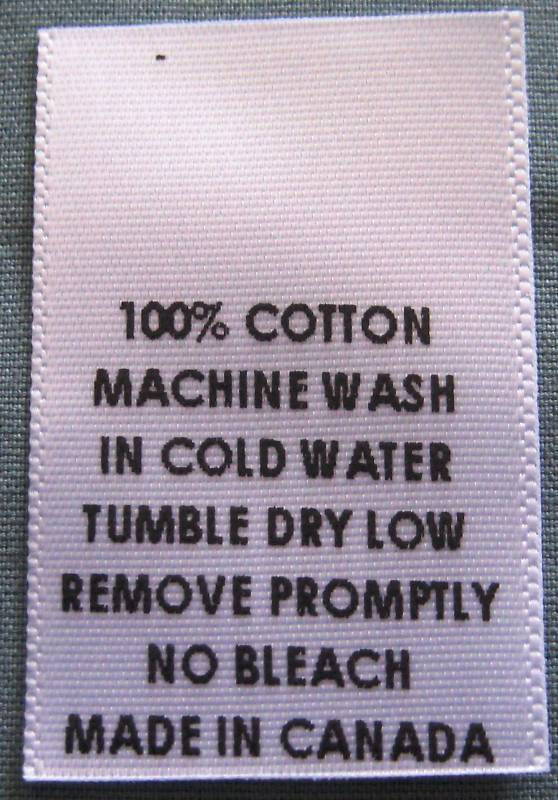 100% COTTON
MACHINE WASH
IN COLD WATER
TUMBLE DRY LOW
REMOVE PROMPTLY
NO BLEACH
MADE IN CANADA